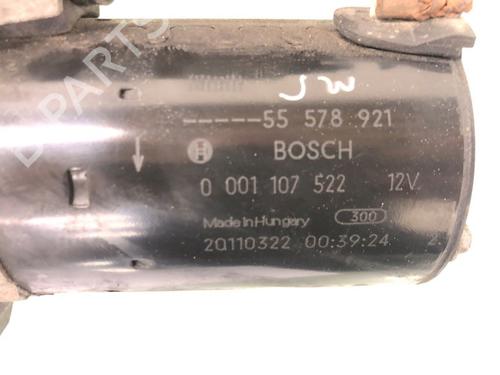 JW
-----55 578 921
BOSCH
0 001 107 522 12V
Made in Hungary 300
20110322 00:39:24 2
B-PARTS